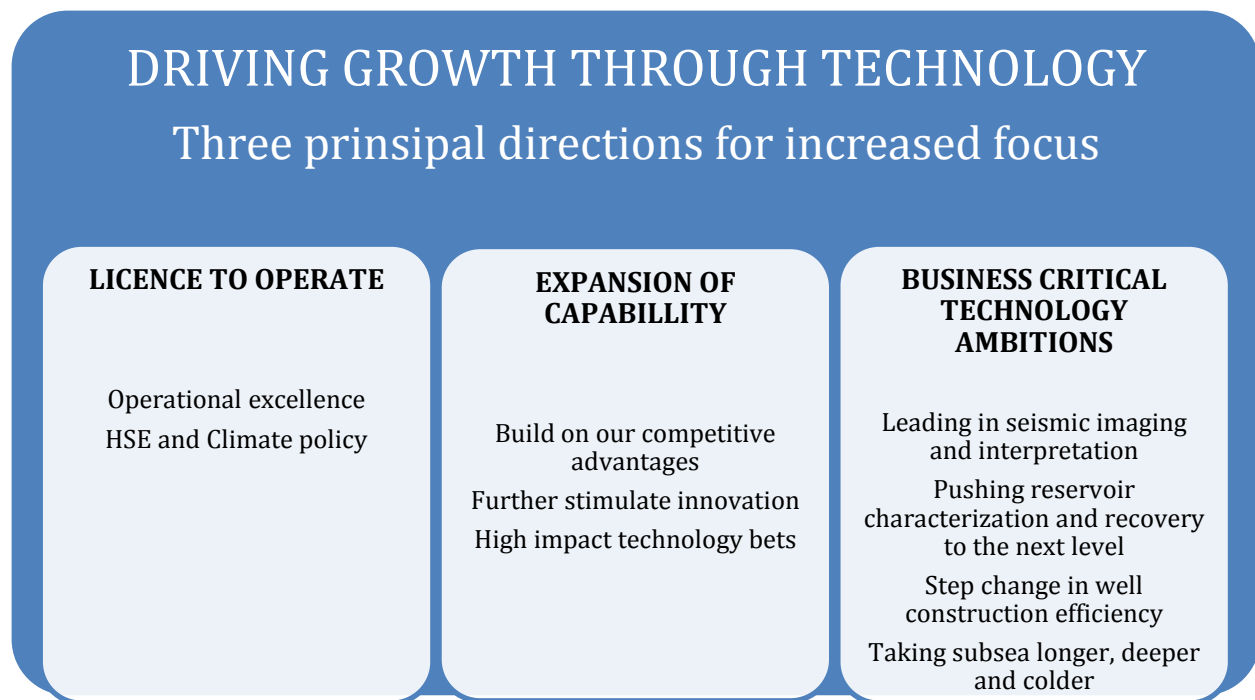 DRIVING GROWTH THROUGH TECHNOLOGY
Three prinsipal directions for increased focus
LICENCE TO OPERATE
Operational excellence
HSE and Climate policy
EXPANSION OF
CAPABILLITY
Build on our competitive
advantages
Further stimulate innovation
High impact technology bets
BUSINESS CRITICAL
TECHNOLOGY
AMBITIONS
Leading in seismic imaging
and interpretation
Pushing reservoir
characterization and recovery
to the next level
Step change in well
construction efficiency
Taking subsea longer, deeper
and colder